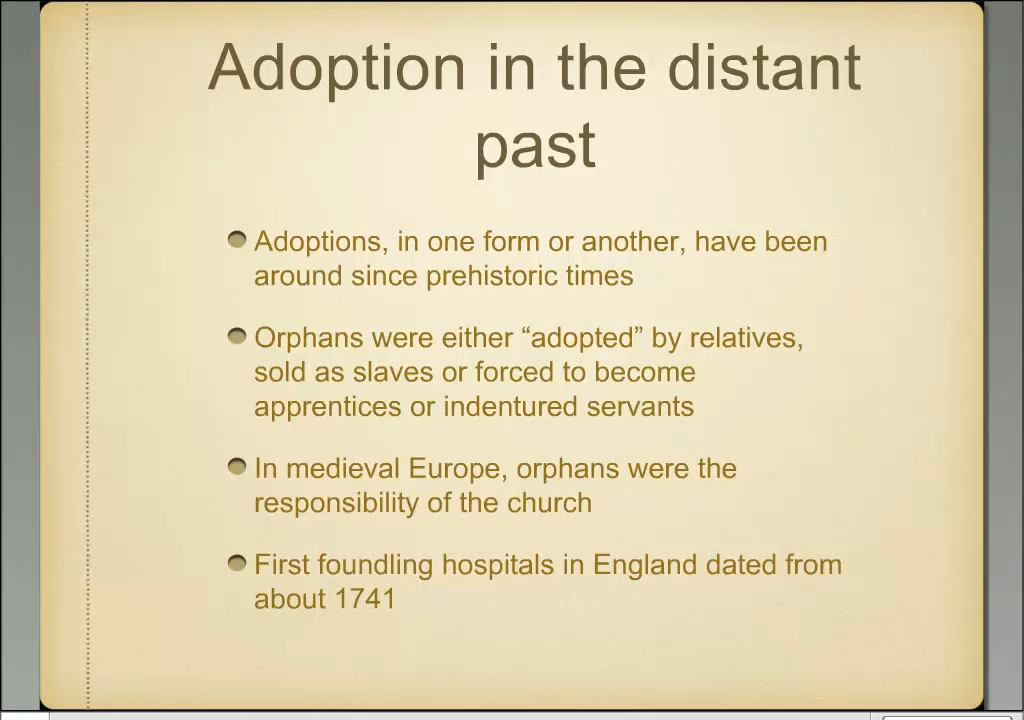 Adoption in the distant
past
Adoptions, in one form or another, have been
around since prehistoric times
Orphans were either “adopted” by relatives,
sold as slaves or forced to become
apprentices or indentured servants
In medieval Europe, orphans were the
responsibility of the church
First foundling hospitals in England dated from
about 1741